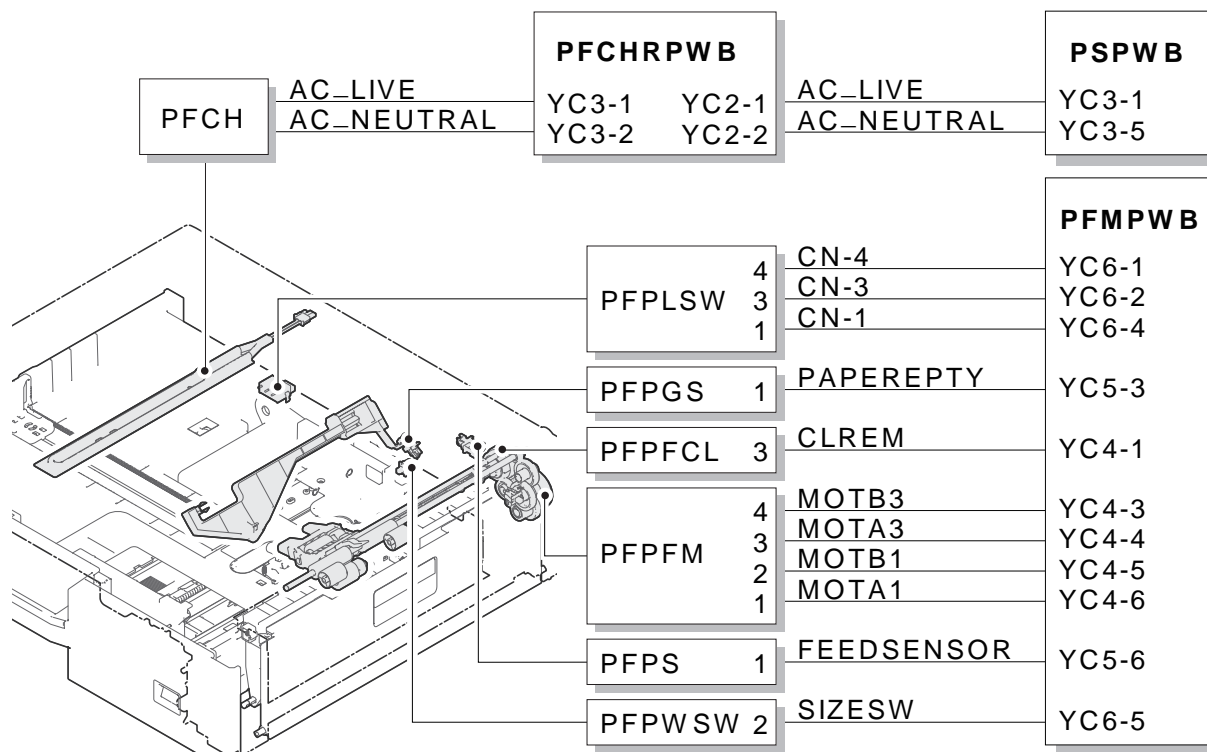 PFCH
AC_LIVE
AC_NEUTRAL
PFCHRPWB
YC3-1 YC2-1
YC3-2 YC2-2
AC_LIVE
AC_NEUTRAL
PSPWB
YC3-1
YC3-5
PFMPWB
PFPLSW
4 CN-4 YC6-1
3 CN-3 YC6-2
1 CN-1 YC6-4
PFPGS 1 PAPEREPTY YC5-3
PFPFCL 3 CLREM YC4-1
PFPFM
4 MOTB3 YC4-3
3 MOTA3 YC4-4
2 MOTB1 YC4-5
1 MOTA1 YC4-6
PFPS 1 FEEDSENSOR YC5-6
PFPWSW 2 SIZESW YC6-5